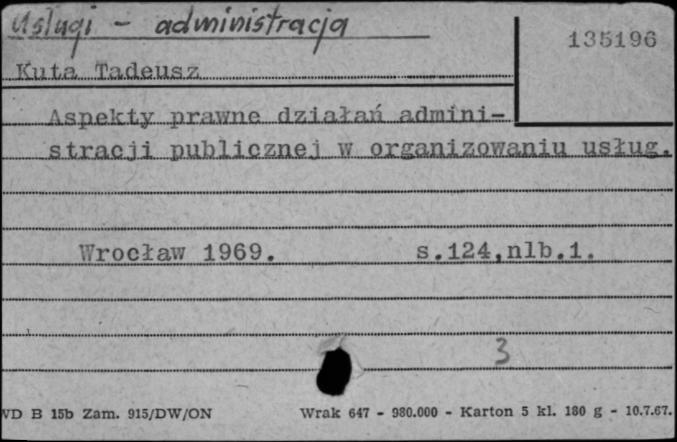 Usługi - administracja
135196
Kuta Tadeusz
Aspekty prawne działań admini-
stracji publicznej w organizowaniu usług.
Wrocław 1969. s.124,nlb.1.
3
WD B 15b Zam. 915/DW/ON Wrak 647 - 980.000 - Karton 5 kl. 180 g - 10.7.67.